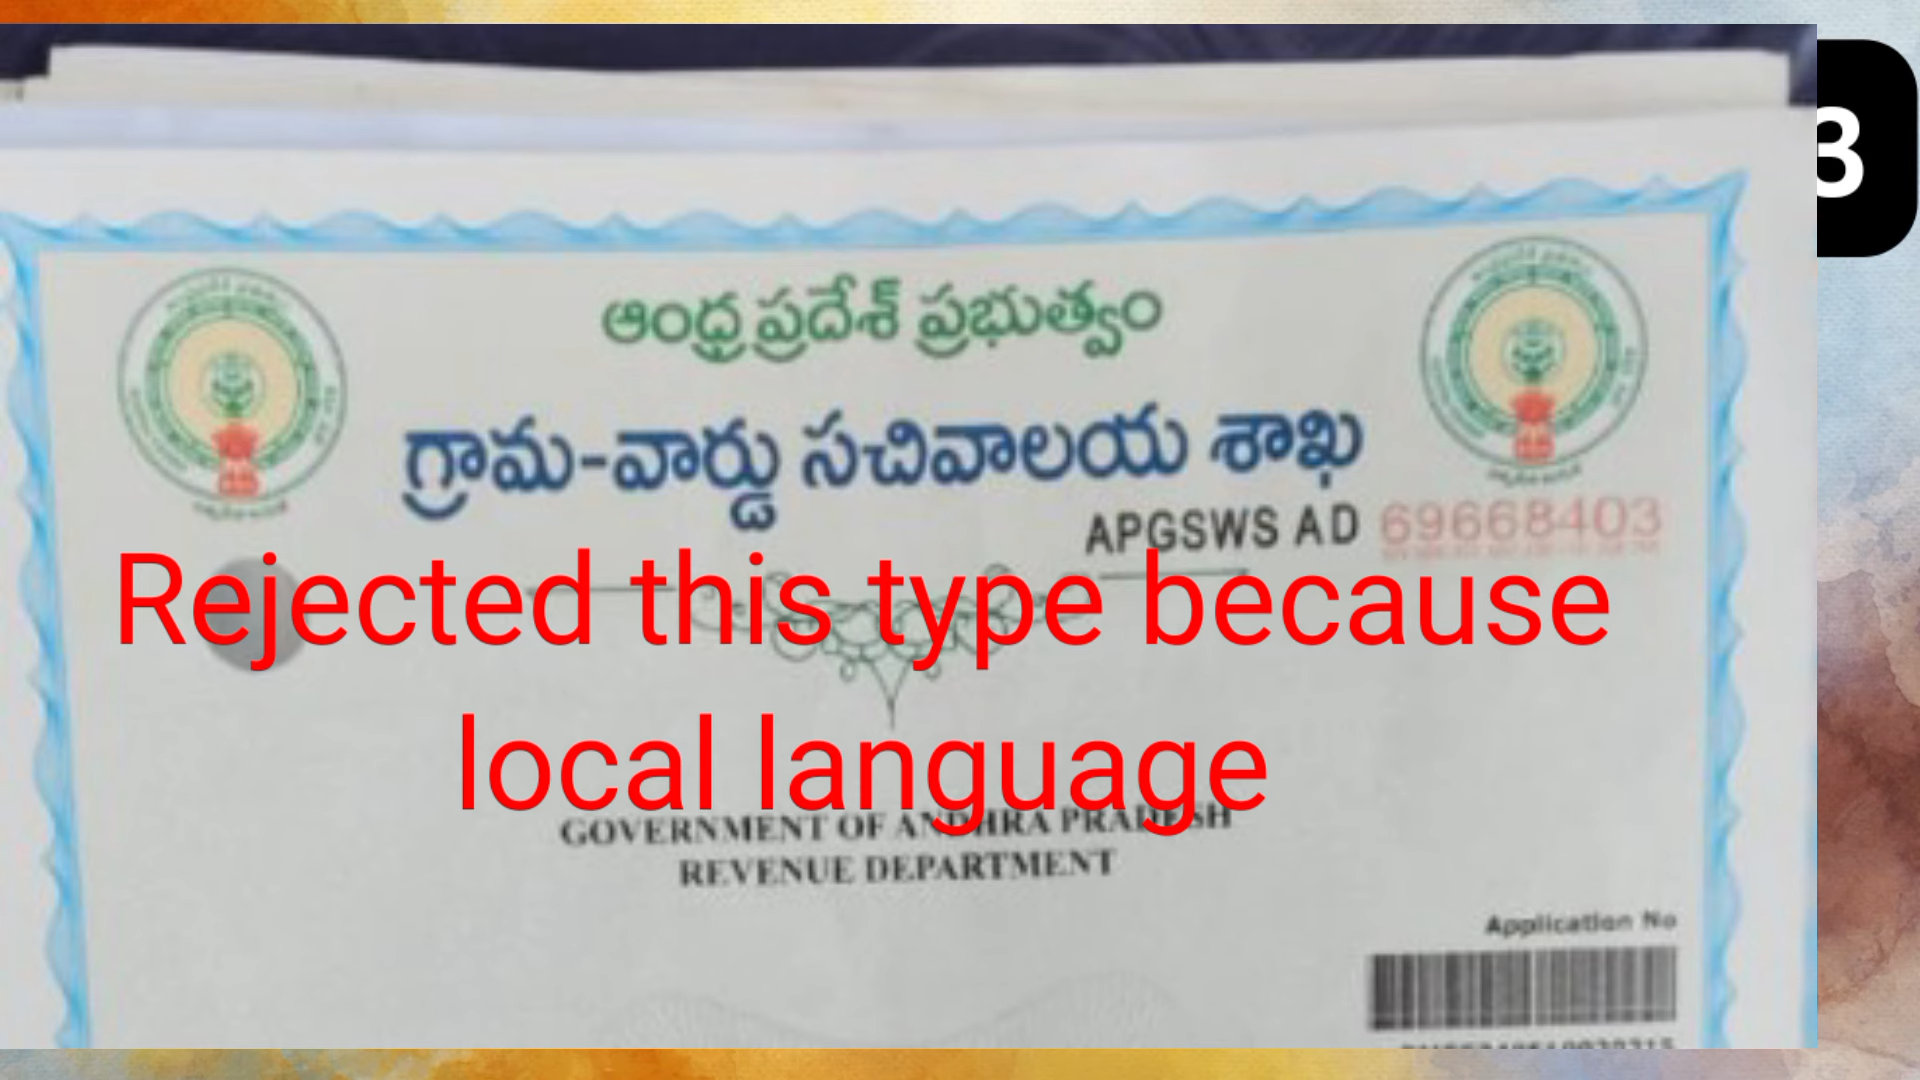 3
ఆంధ్ర ప్రదేశ్ ప్రభుత్వం
గ్రామ-వార్డు సచివాలయ శాఖ
APGSWS AD 69668403
Rejected this type because
local language
GOVERNMENT OF ANDHRA PRADESH
REVENUE DEPARTMENT
Application No